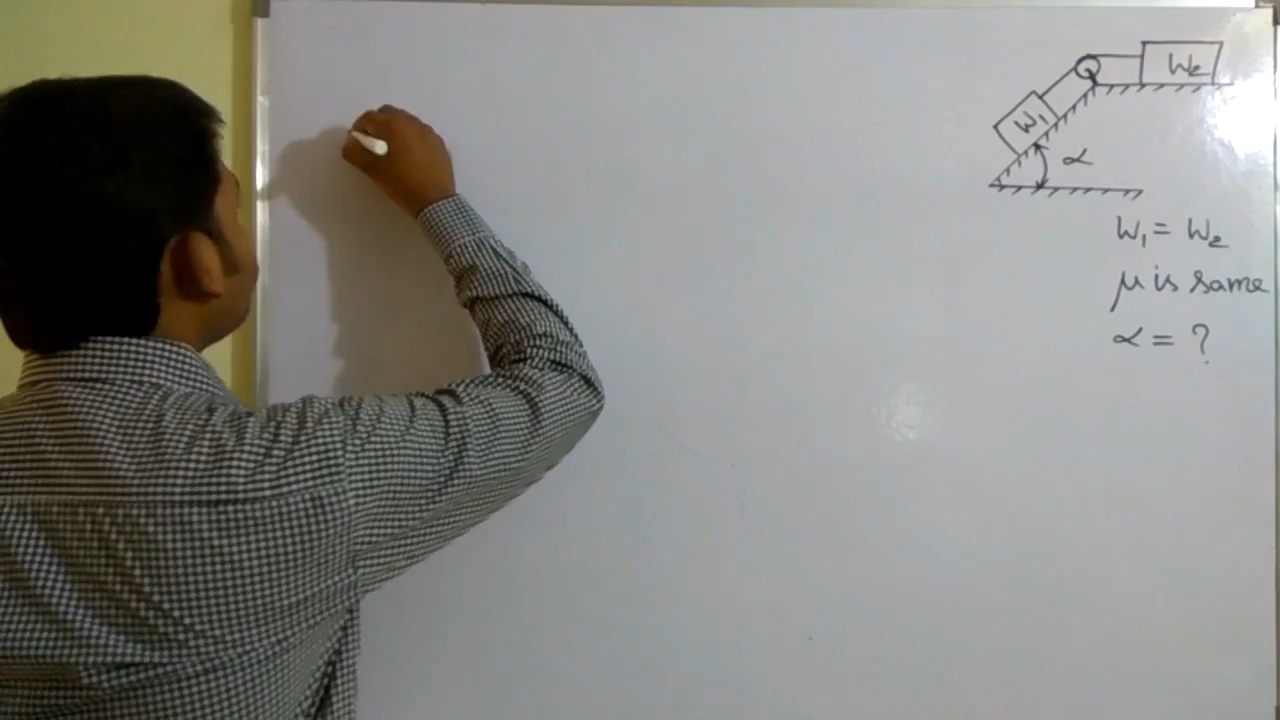 W₂
W₁
α
W₁ = W₂
μ is same
α = ?